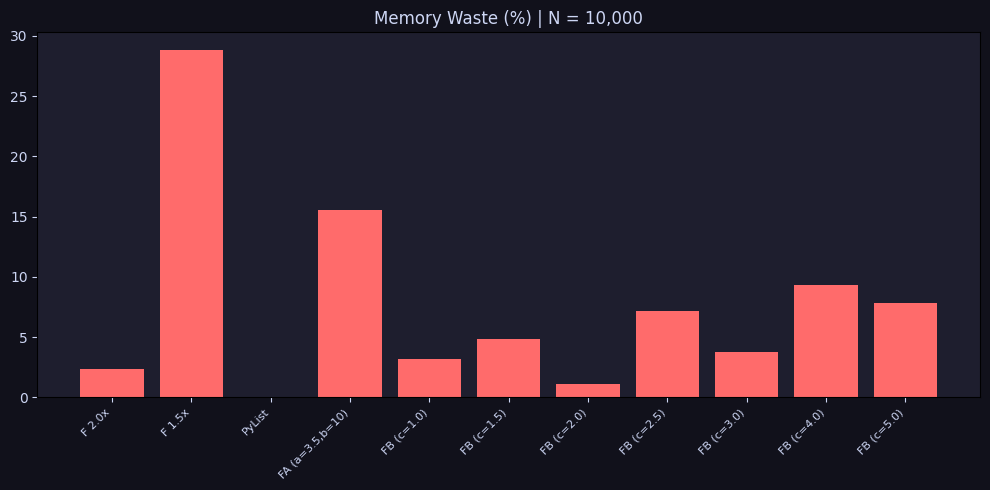 Memory Waste (%) | N = 10,000
30
25
20
15
10
5
0
F 2.0x
F 1.5x
PyList
FA (a=3.5,b=10)
FB (c=1.0)
FB (c=1.5)
FB (c=2.0)
FB (c=2.5)
FB (c=3.0)
FB (c=4.0)
FB (c=5.0)